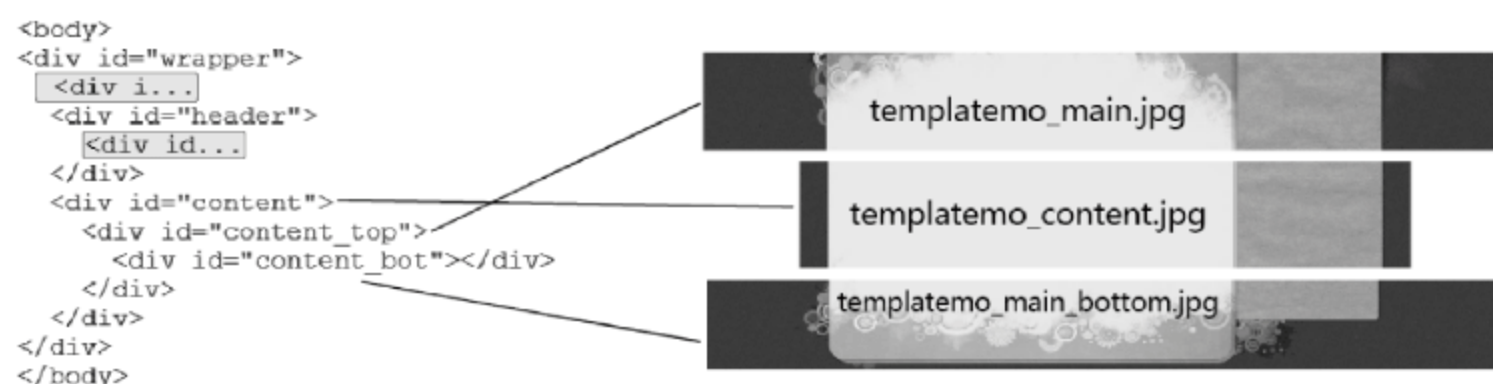 <body>
<div id="wrapper">
<div i...
<div id="header">
<div id...
</div>
<div id="content">
<div id="content_top">
<div id="content_bot"></div>
</div>
</div>
</div>
</body>
templatemo_main.jpg
templatemo_content.jpg
templatemo_main_bottom.jpg